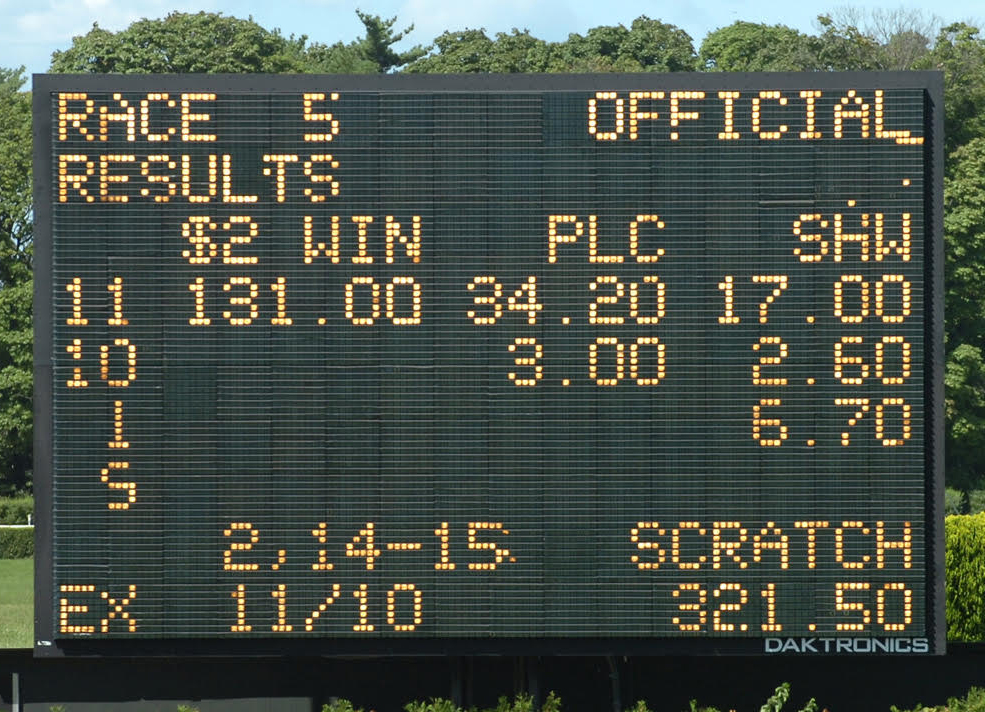 RACE 5 OFFICIAL
RESULTS
$2 WIN PLC SHW
11 131.00 34.20 17.00
10 3.00 2.60
1 6.70
S
2,14-15 SCRATCH
EX 11/10 321.50
DAKTRONICS